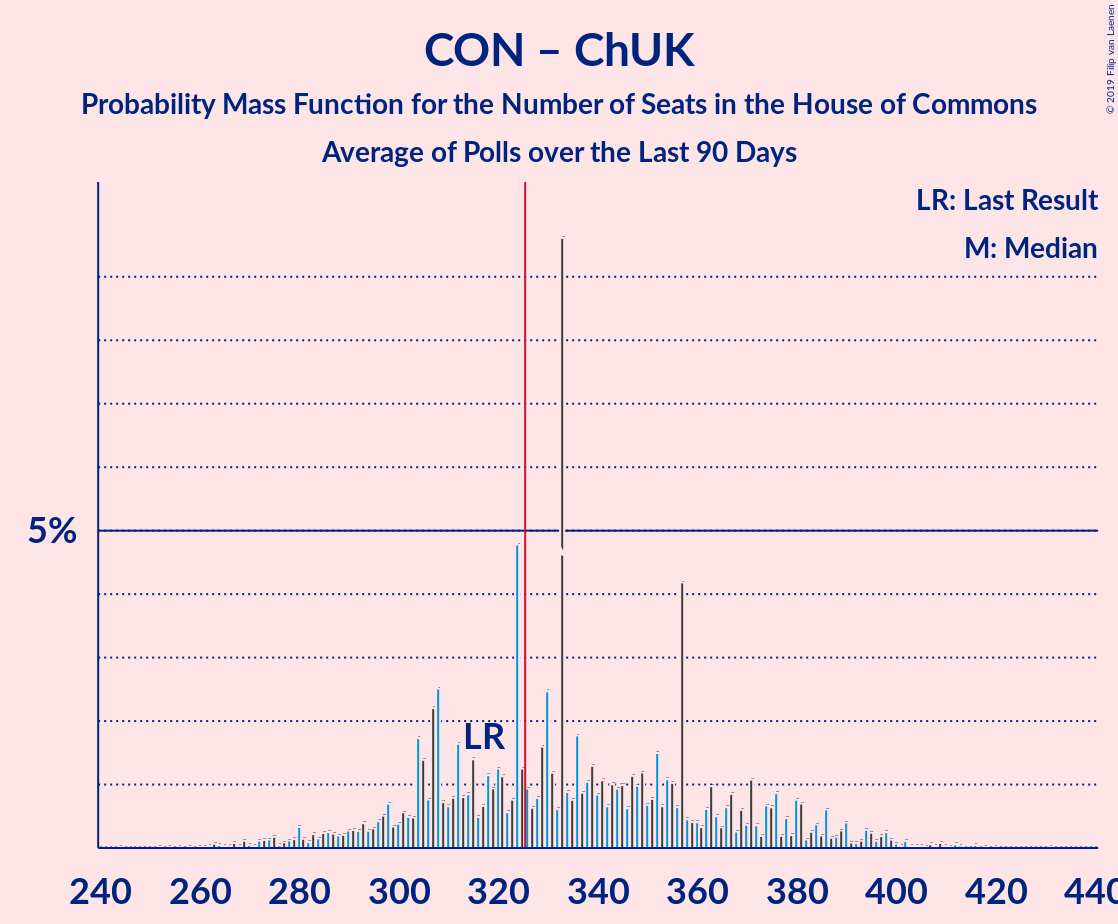 CON – ChUK
Probability Mass Function for the Number of Seats in the House of Commons
Average of Polls over the Last 90 Days
© 2019 Filip van Laenen
LR: Last Result
M: Median
5%
LR
240 260 280 300 320 340 360 380 400 420 440